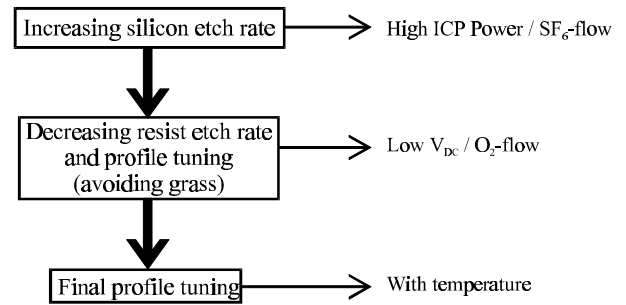 Increasing silicon etch rate
High ICP Power / SF6-flow
Decreasing resist etch rate
and profile tuning
(avoiding grass)
Low VDC / O2-flow
Final profile tuning
With temperature